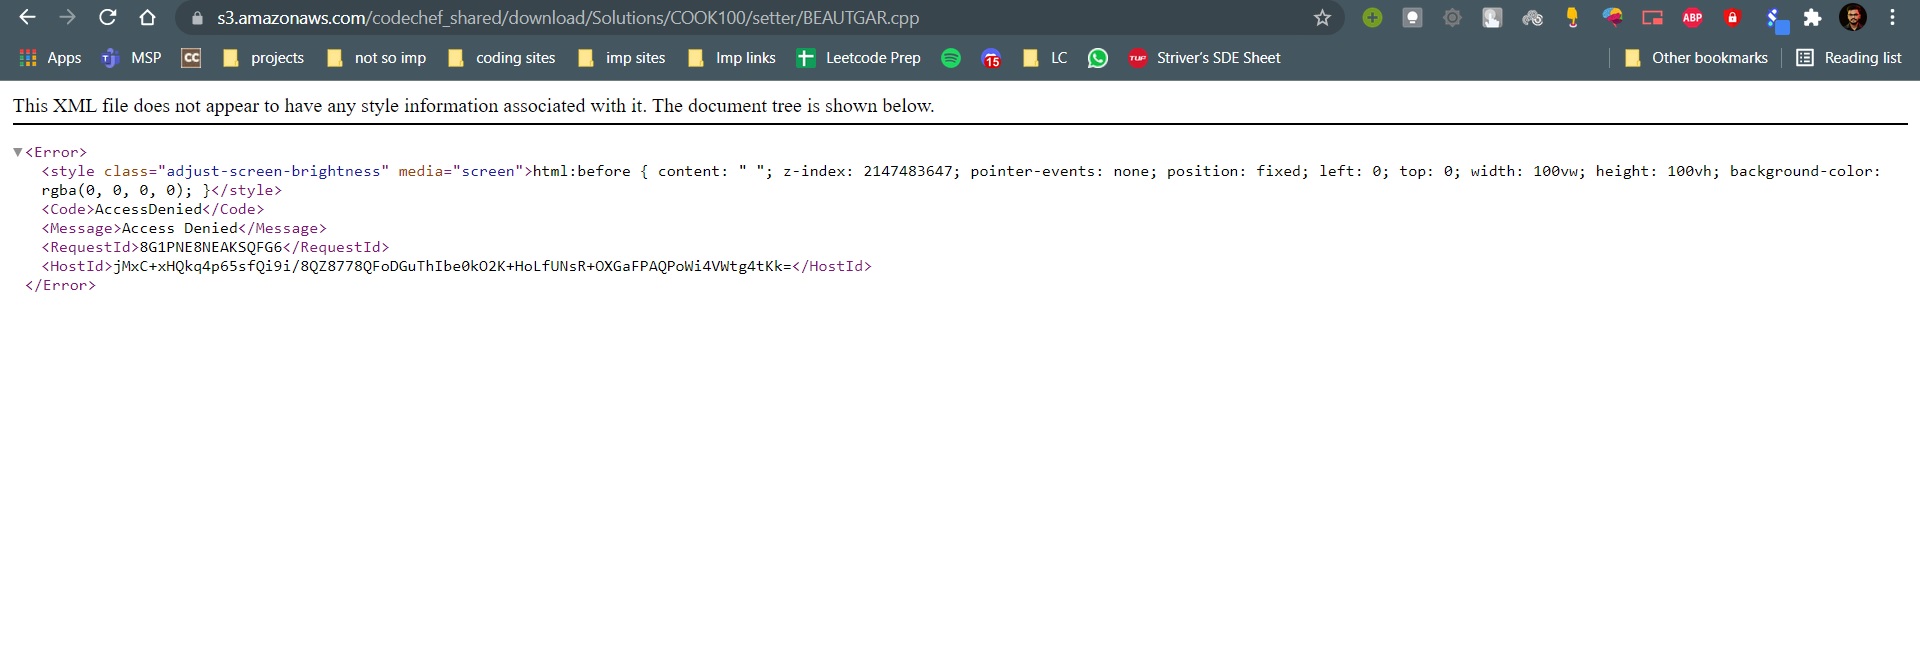 s3.amazonaws.com/codechef_shared/download/Solutions/COOK100/setter/BEAUTGAR.cpp
ABP
Apps MSP CC projects not so imp coding sites imp sites Imp links Leetcode Prep 15 LC TUF Striver's SDE Sheet Other bookmarks Reading list
This XML file does not appear to have any style information associated with it. The document tree is shown below.
▼<Error>
<style class="adjust-screen-brightness" media="screen">html:before { content: " "; z-index: 2147483647; pointer-events: none; position: fixed; left: 0; top: 0; width: 100vw; height: 100vh; background-color:
rgba(0, 0, 0, 0); }</style>
<Code>AccessDenied</Code>
<Message>Access Denied</Message>
<RequestId>8G1PNE8NEAKSQFG6</RequestId>
<HostId>jMxC+xHQkq4p65sfQi9i/8QZ8778QFoDGuThIbe0kO2K+HoLfUNsR+OXGaFPAQPoWi4VWtg4tKk=</HostId>
</Error>